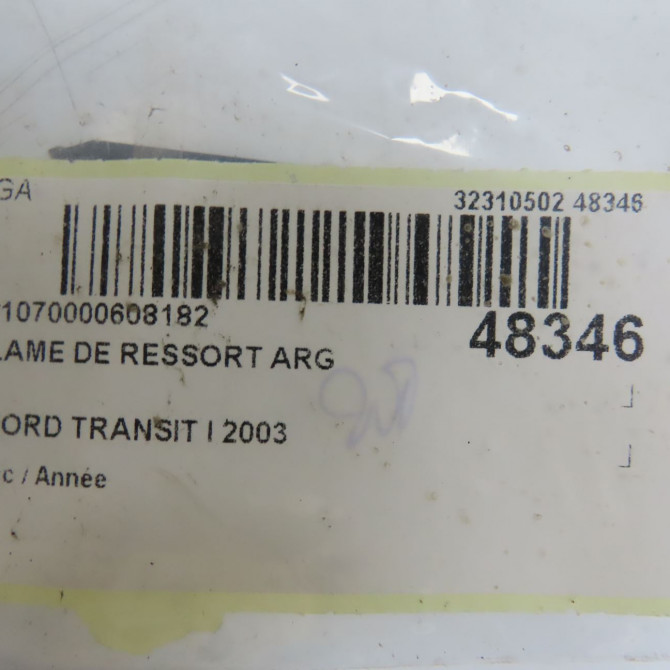 GA 32310502 48346
1070000608182
48346
LAME DE RESSORT ARG
ORD TRANSIT I 2003
c / Année